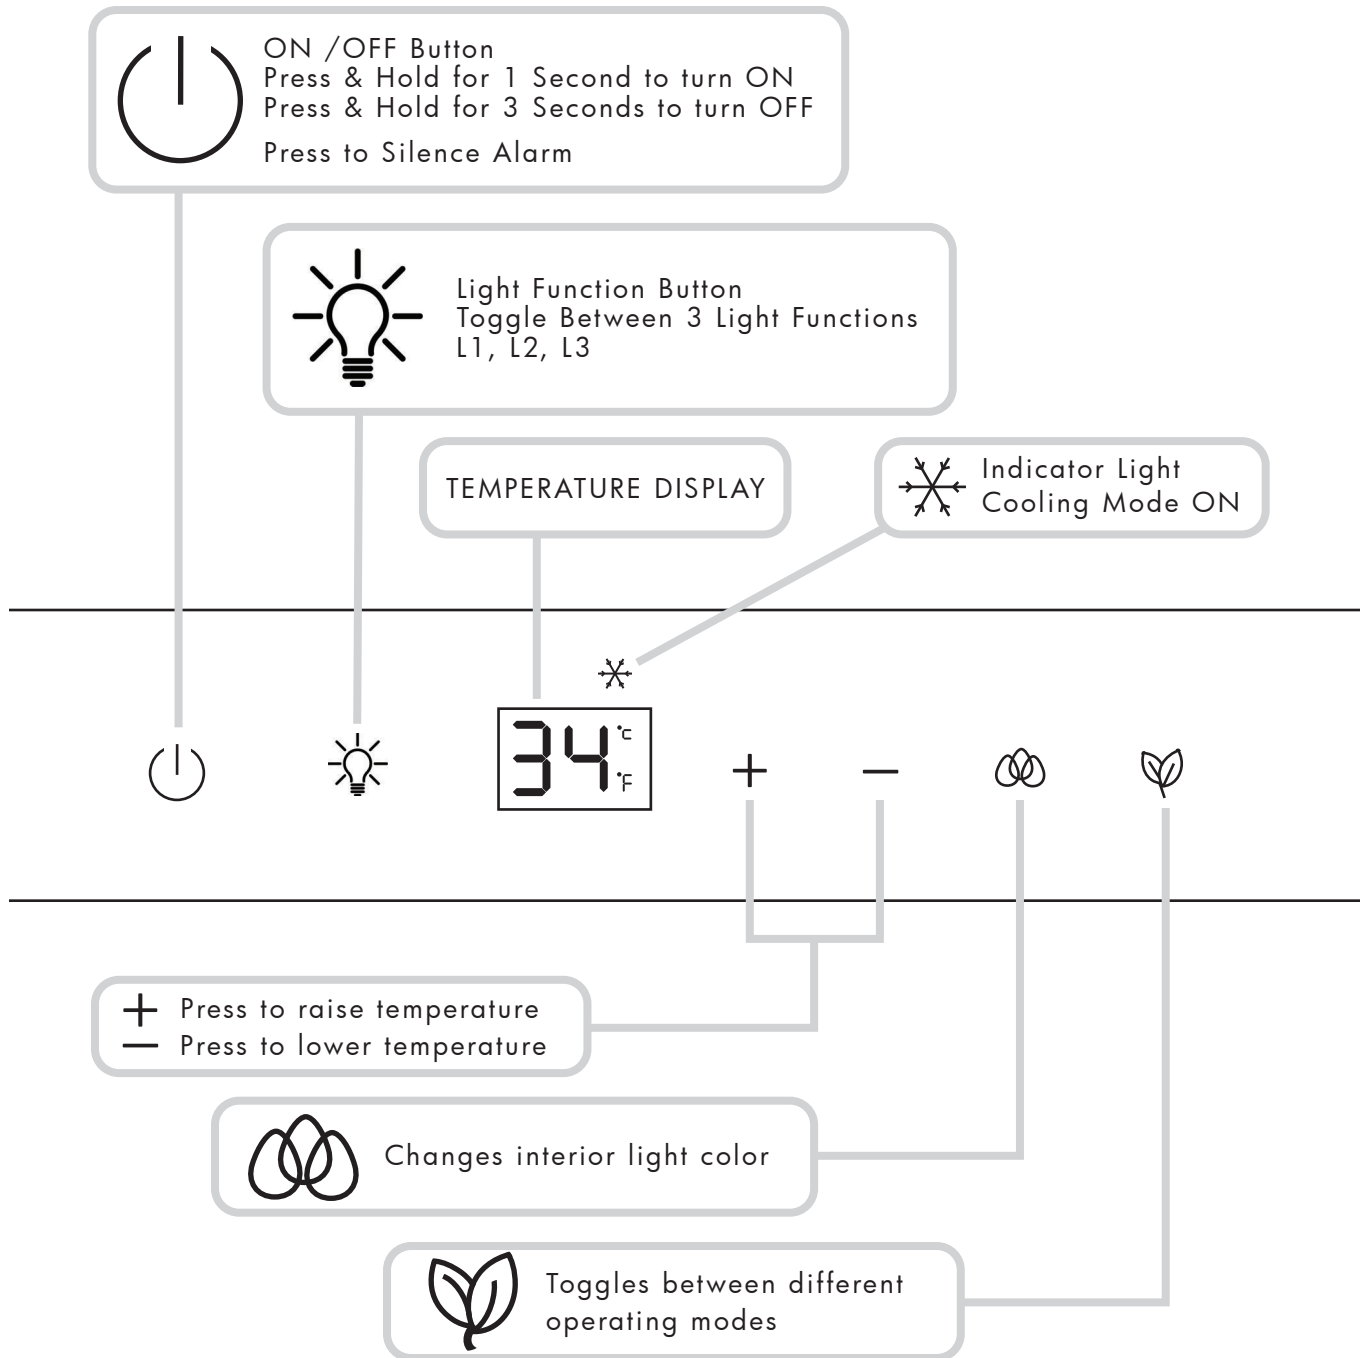 ON /OFF Button
Press & Hold for 1 Second to turn ON
Press & Hold for 3 Seconds to turn OFF
Press to Silence Alarm
Light Function Button
Toggle Between 3 Light Functions
L1, L2, L3
TEMPERATURE DISPLAY
Indicator Light
Cooling Mode ON
34 °C
°F
+ —
+ Press to raise temperature
— Press to lower temperature
Changes interior light color
Toggles between different
operating modes